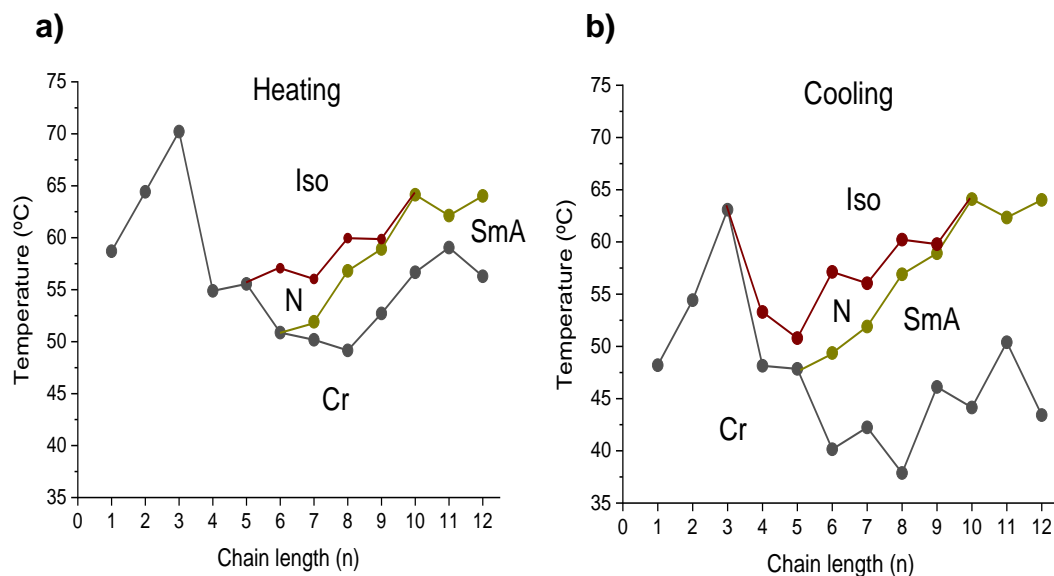 a)
Heating
75
70
65
60
55
50
45
40
35
Temperature (ºC)
Iso
SmA
N
Cr
0 1 2 3 4 5 6 7 8 9 10 11 12
Chain length (n)
b)
Cooling
75
70
65
60
55
50
45
40
35
Temperature (ºC)
Iso
N
SmA
Cr
0 1 2 3 4 5 6 7 8 9 10 11 12
Chain length (n)